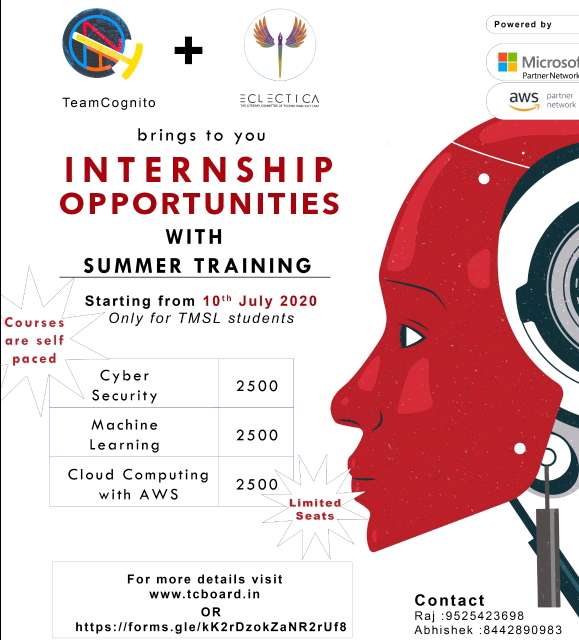 Powered by
Microsoft
Partner Network
aws partner
network
TeamCognito
ECLECTICA
brings to you
INTERNSHIP
OPPORTUNITIES
WITH
SUMMER TRAINING
Starting from 10th July 2020
Only for TMSL students
Courses
are self
paced
Cyber
Security 2500
Machine
Learning 2500
Cloud Computing
with AWS 2500
Limited
Seats
For more details visit
www.tcboard.in
OR
https://forms.gle/kK2rDzokZaNR2rUf8
Contact
Raj :9525423698
Abhishek :8442890983